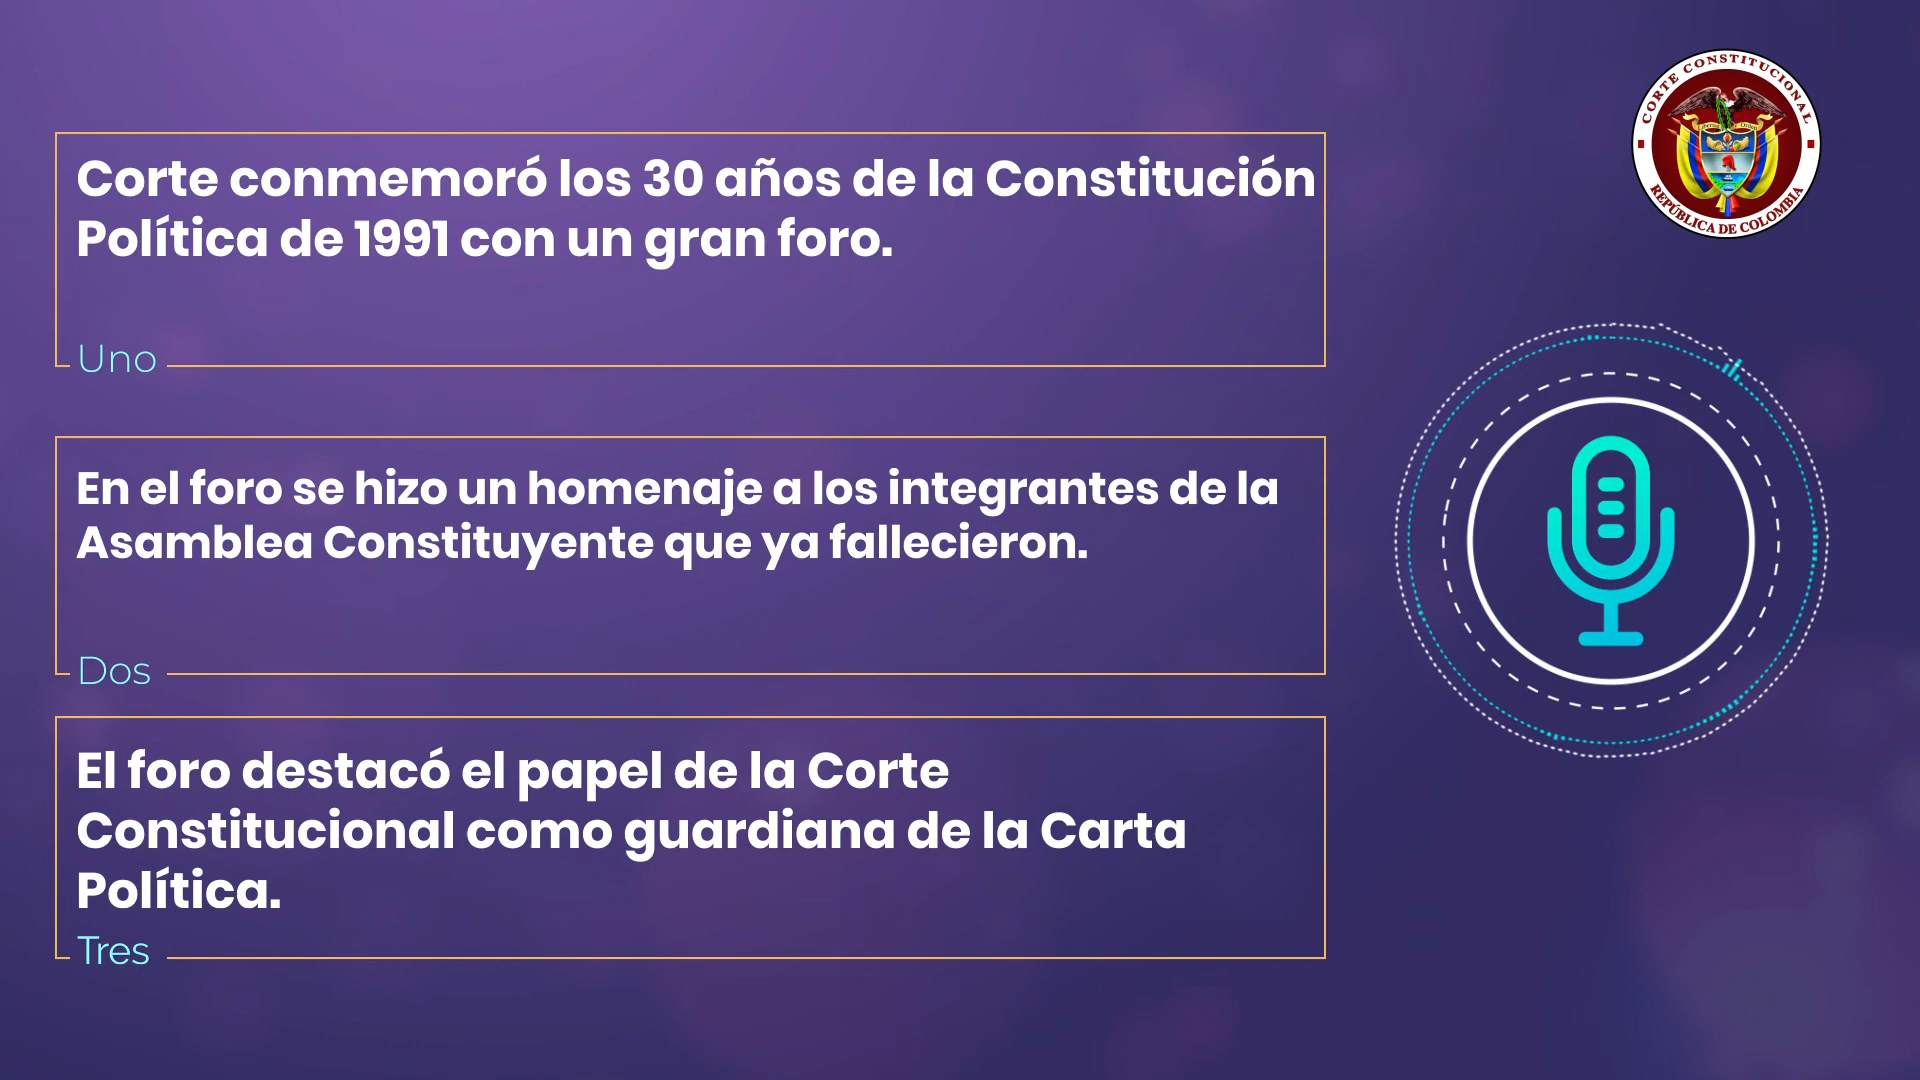 CORTE CONSTITUCIONAL
REPÚBLICA DE COLOMBIA
Corte conmemoró los 30 años de la Constitución
Política de 1991 con un gran foro.
Uno
En el foro se hizo un homenaje a los integrantes de la
Asamblea Constituyente que ya fallecieron.
Dos
El foro destacó el papel de la Corte
Constitucional como guardiana de la Carta
Política.
Tres